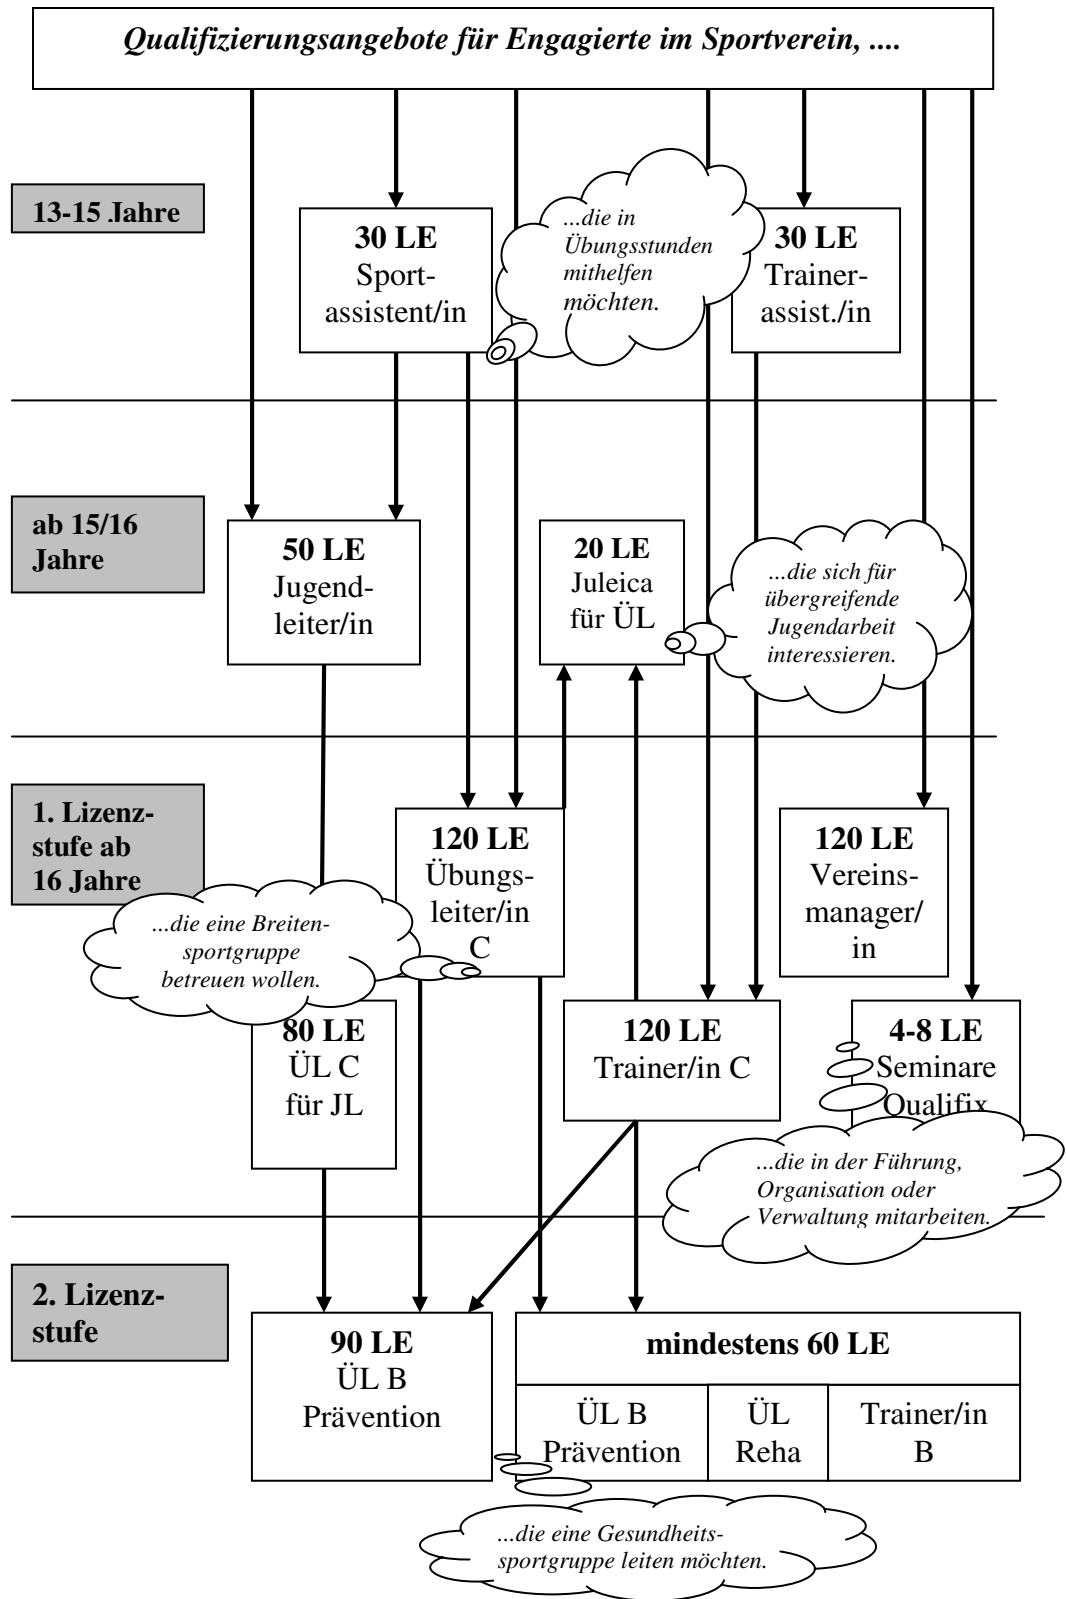 Qualifizierungsangebote für Engagierte im Sportverein, ....
13-15 Jahre
30 LE
Sport-
assistent/in
...die in
Übungsstunden
mithelfen
möchten.
30 LE
Trainer-
assist./in
ab 15/16
Jahre
50 LE
Jugend-
leiter/in
20 LE
Juleica
für ÜL
...die sich für
übergreifende
Jugendarbeit
interessieren.
1. Lizenz-
stufe ab
16 Jahre
120 LE
Übungs-
leiter/in
C
120 LE
Vereins-
manager/
in
...die eine Breiten-
sportgruppe
betreuen wollen.
80 LE
ÜL C
für JL
120 LE
Trainer/in C
4-8 LE
Seminare
Qualifix
...die in der Führung,
Organisation oder
Verwaltung mitarbeiten.
2. Lizenz-
stufe
90 LE
ÜL B
Prävention
mindestens 60 LE
ÜL B
Prävention
ÜL
Reha
Trainer/in
B
...die eine Gesundheits-
sportgruppe leiten möchten.